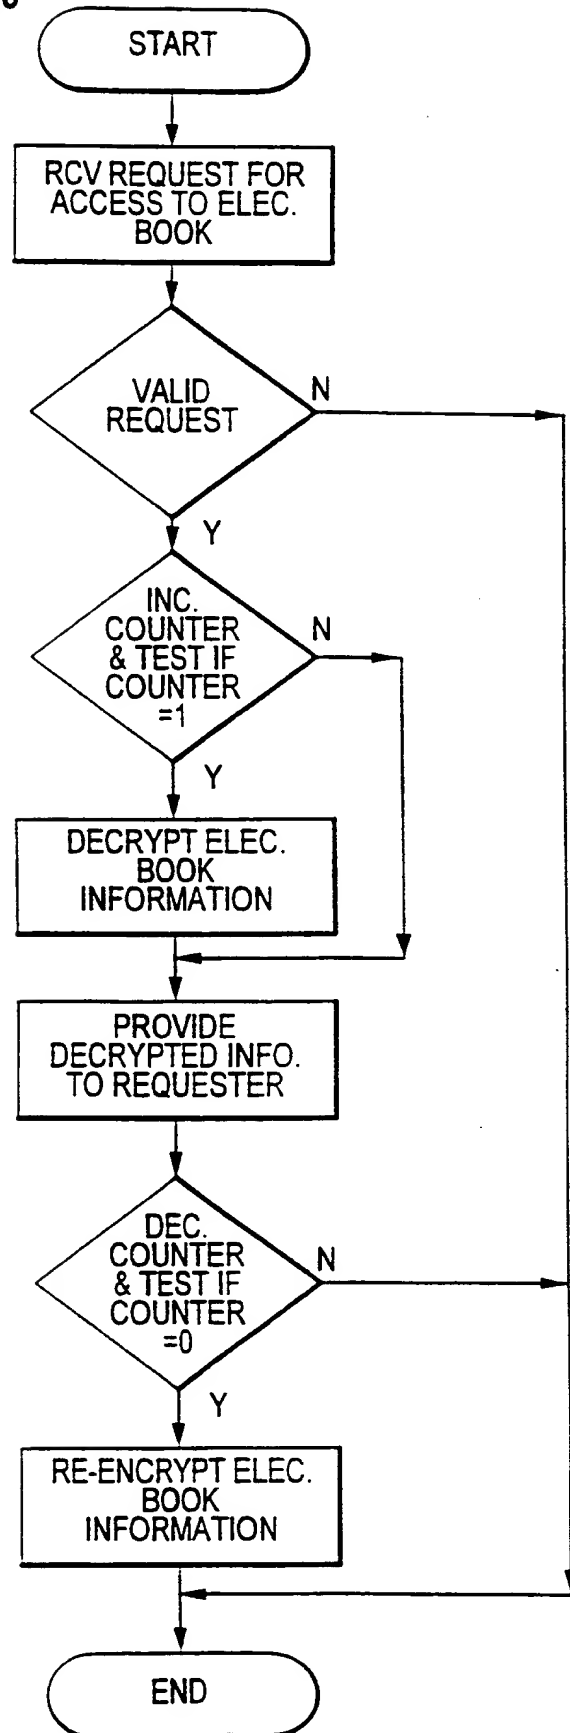 START
RCV REQUEST FOR
ACCESS TO ELEC.
BOOK
VALID
REQUEST
N
Y
INC.
COUNTER
& TEST IF
COUNTER
=1
N
Y
DECRYPT ELEC.
BOOK
INFORMATION
PROVIDE
DECRYPTED INFO.
TO REQUESTER
DEC.
COUNTER
& TEST IF
COUNTER
=0
N
Y
RE-ENCRYPT ELEC.
BOOK
INFORMATION
END